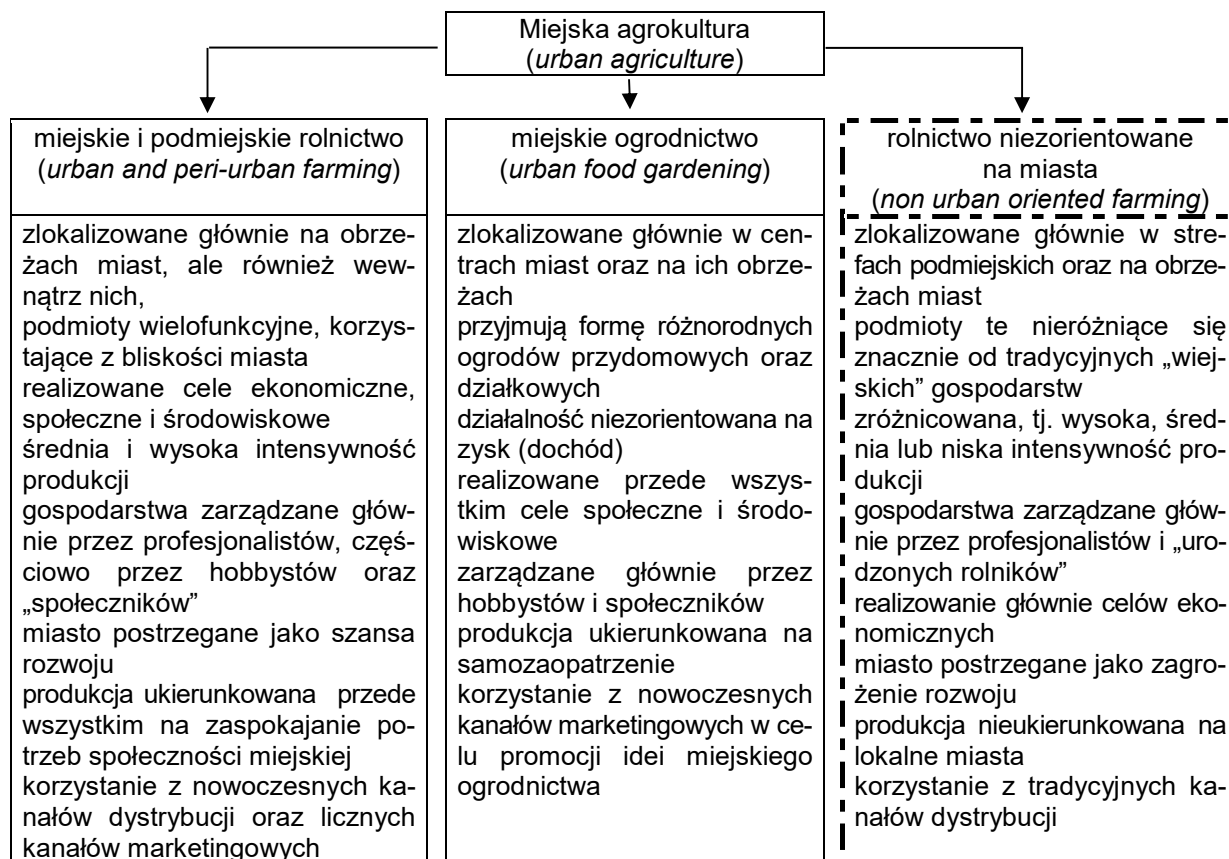 Miejska agrokultura
(urban agriculture)
miejskie i podmiejskie rolnictwo
(urban and peri-urban farming)
zlokalizowane głównie na obrze-
żach miast, ale również wew-
nątrz nich,
podmioty wielofunkcyjne, korzys-
tające z bliskości miasta
realizowane cele ekonomiczne,
społeczne i środowiskowe
średnia i wysoka intensywność
produkcji
gospodarstwa zarządzane głów-
nie przez profesjonalistów, czę-
ściowo przez hobbystów oraz
„społeczników”
miasto postrzegane jako szansa
rozwoju
produkcja ukierunkowana przede
wszystkim na zaspokajanie po-
trzeb społeczności miejskiej
korzystanie z nowoczesnych ka-
nałów dystrybucji oraz licznych
kanałów marketingowych
miejskie ogrodnictwo
(urban food gardening)
zlokalizowane głównie w cen-
trach miast oraz na ich obrze-
żach
przyjmują formę różnorodnych
ogrodów przydomowych oraz
działkowych
działalność niezorientowana na
zysk (dochód)
realizowane przede wszys-
tkim cele społeczne i środo-
wiskowe
zarządzane głównie przez
hobbystów i społeczników
produkcja ukierunkowana na
samozaopatrzenie
korzystanie z nowoczesnych
kanałów marketingowych w ce-
lu promocji idei miejskiego
ogrodnictwa
rolnictwo niezorientowane
na miasta
(non urban oriented farming)
zlokalizowane głównie w stre-
fach podmiejskich oraz na obrze-
żach miast
podmioty te nieróżniące się
znacznie od tradycyjnych „wiej-
skich” gospodarstw
zróżnicowana, tj. wysoka, śred-
nia lub niska intensywność pro-
dukcji
gospodarstwa zarządzane głów-
nie przez profesjonalistów i „uro-
dzonych rolników”
realizowanie głównie celów eko-
nomicznych
miasto postrzegane jako zagro-
żenie rozwoju
produkcja nieukierunkowana na
lokalne miasta
korzystanie z tradycyjnych ka-
nałów dystrybucji